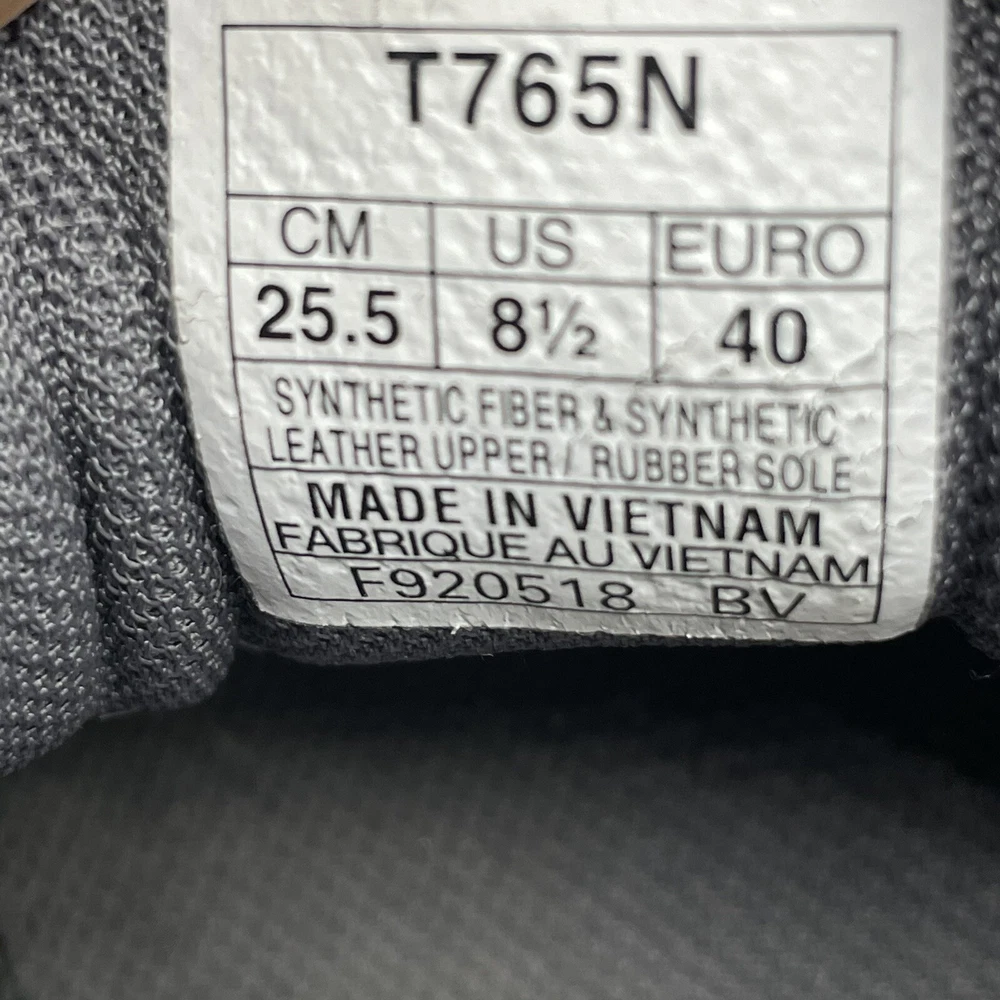 T765N
CM US EURO
25.5 8½ 40
SYNTHETIC FIBER & SYNTHETIC
LEATHER UPPER / RUBBER SOLE
MADE IN VIETNAM
FABRIQUE AU VIETNAM
F920518 BV